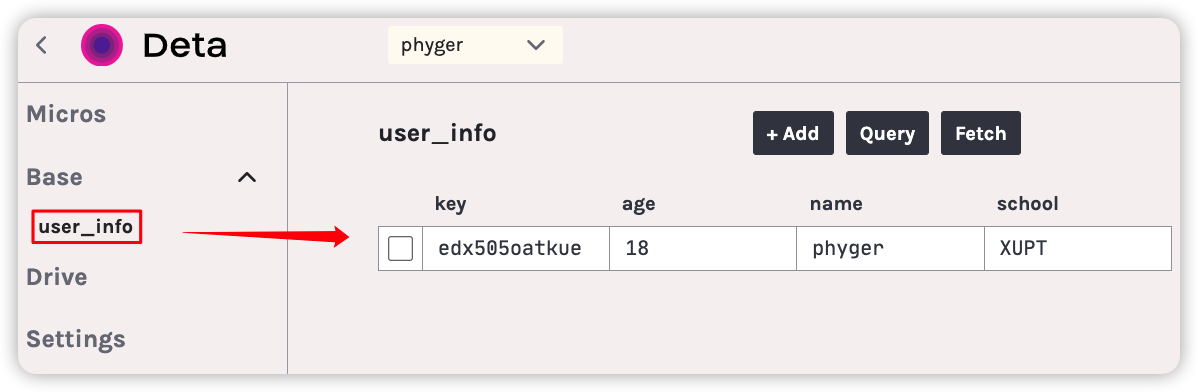 Deta
phyger
Micros
Base
user_info
Drive
Settings
user_info
+ Add Query Fetch
key age name school
edx505oatkue 18 phyger XUPT